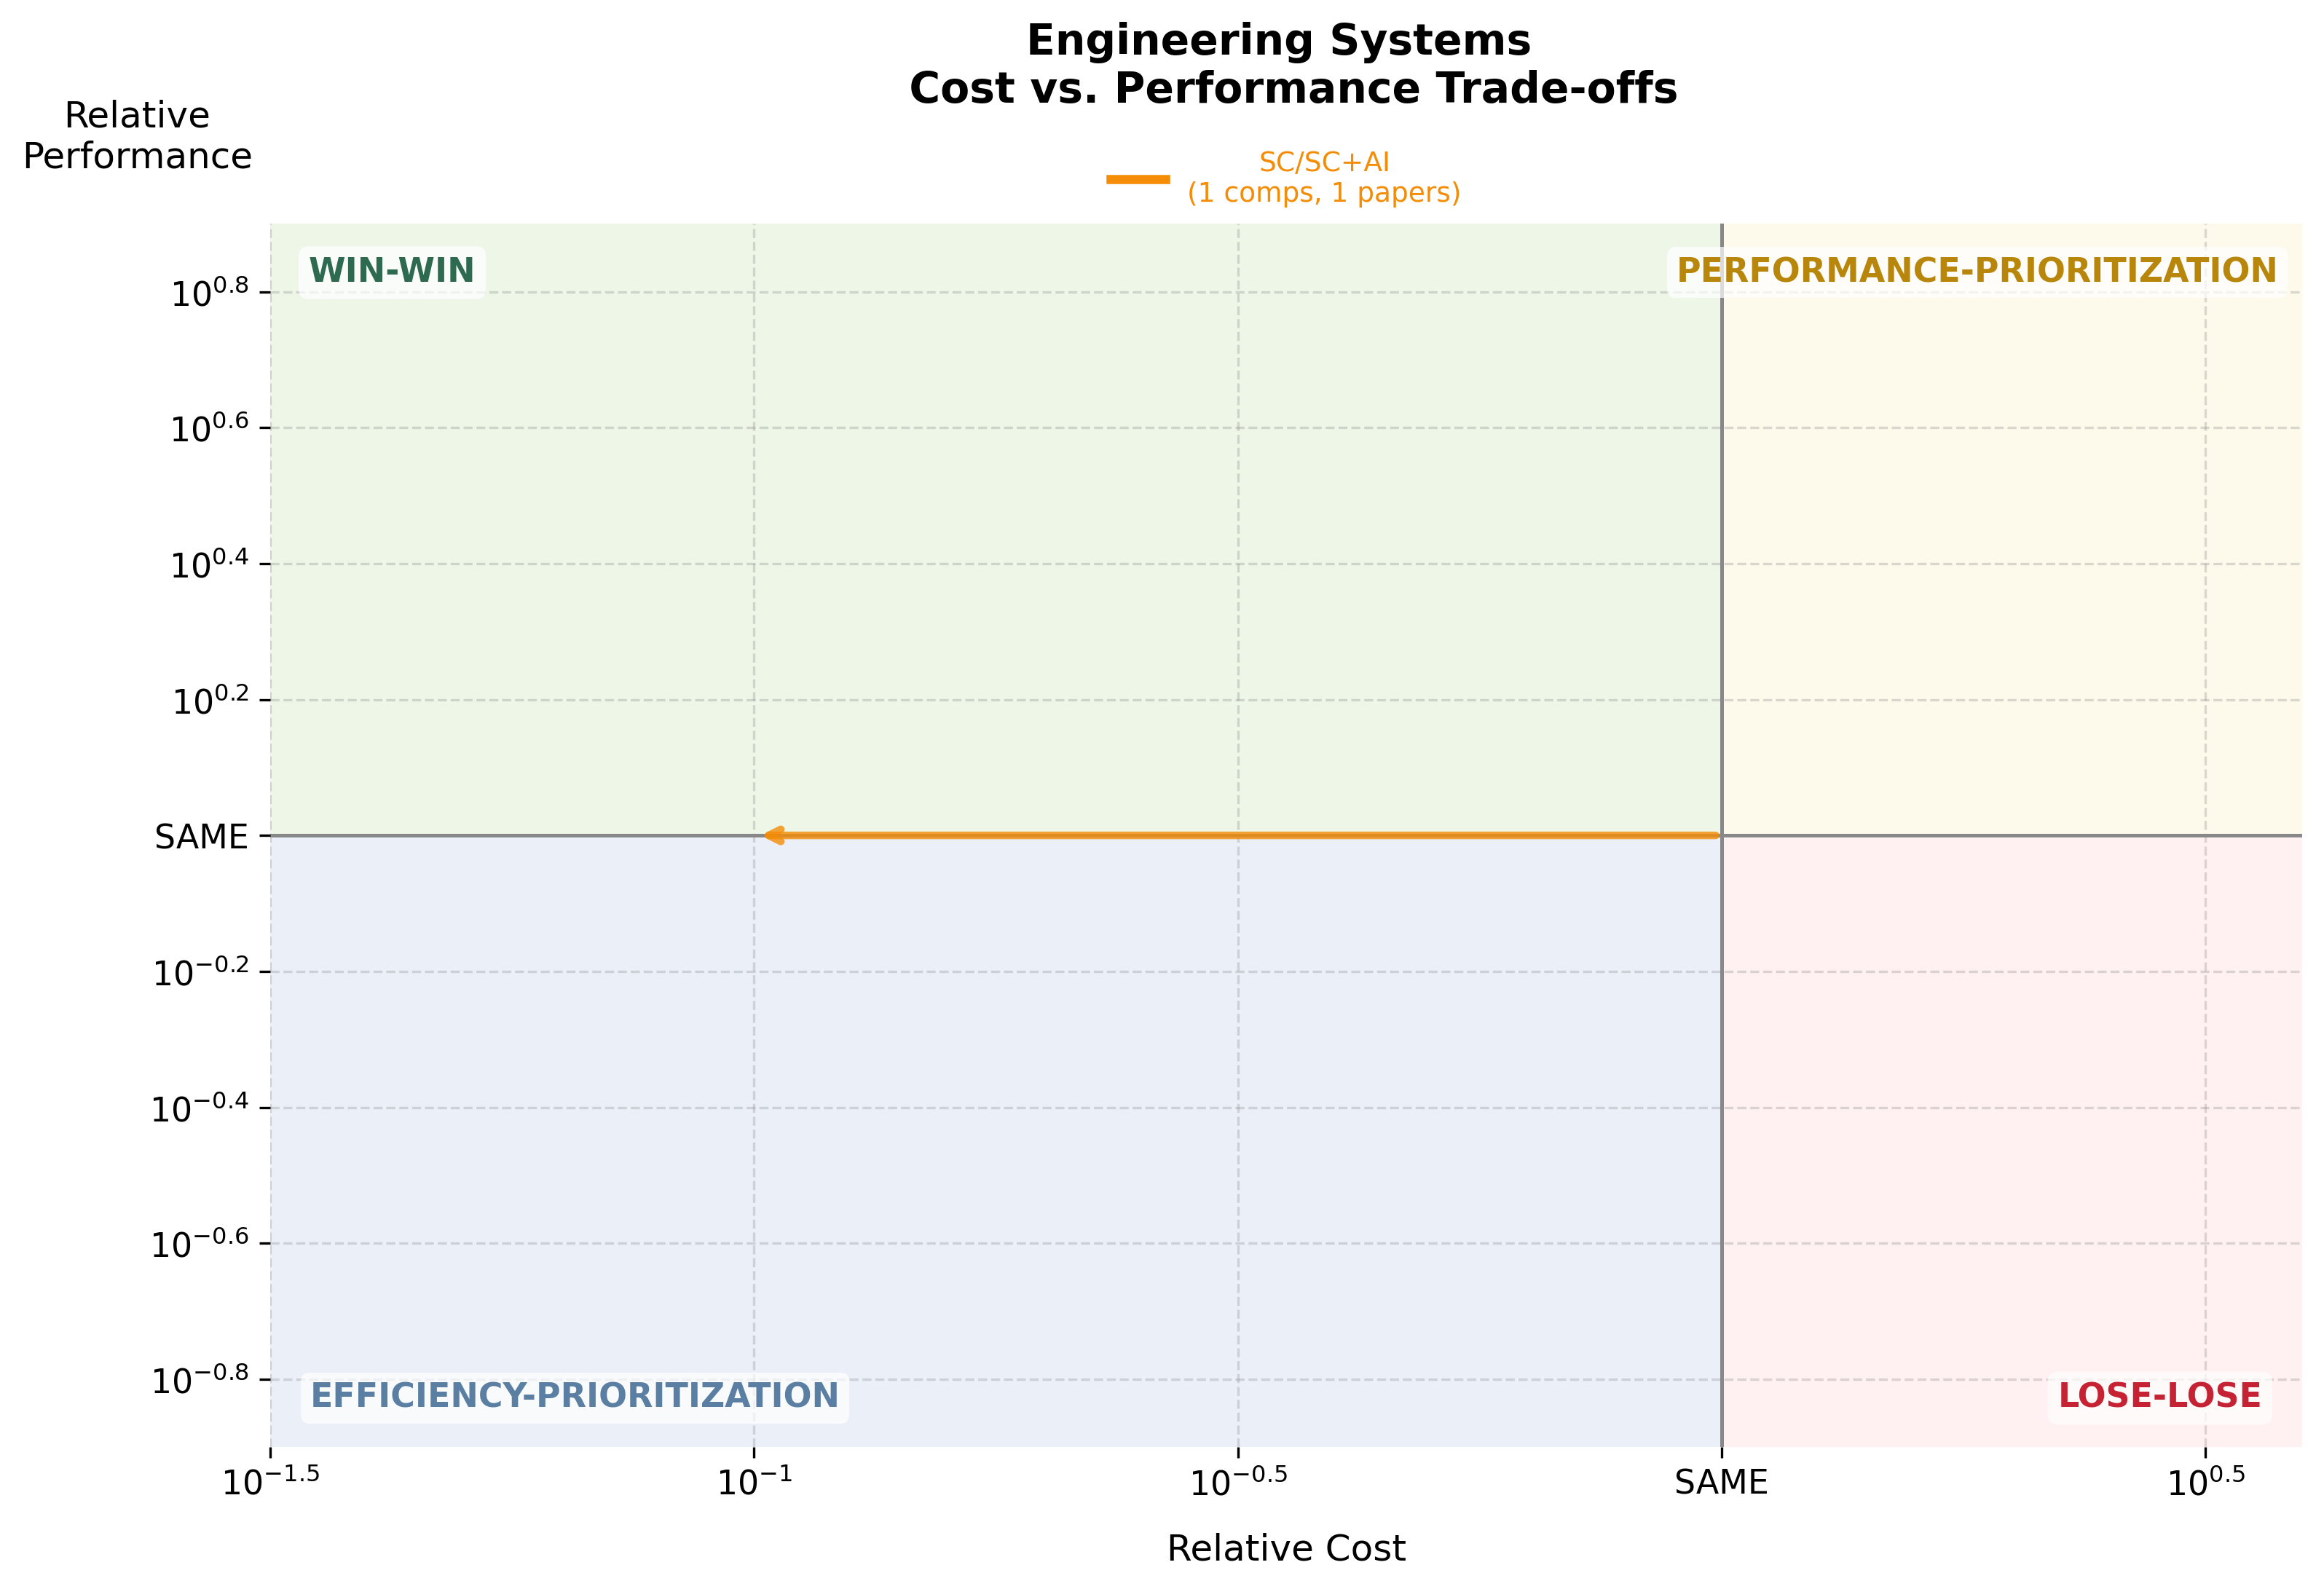 Engineering Systems
Cost vs. Performance Trade-offs
Relative
Performance
SC/SC+AI
(1 comps, 1 papers)
WIN-WIN
PERFORMANCE-PRIORITIZATION
10^0.8
10^0.6
10^0.4
10^0.2
SAME
10^−0.2
10^−0.4
10^−0.6
10^−0.8
EFFICIENCY-PRIORITIZATION
LOSE-LOSE
10^−1.5
10^−1
10^−0.5
SAME
10^0.5
Relative Cost